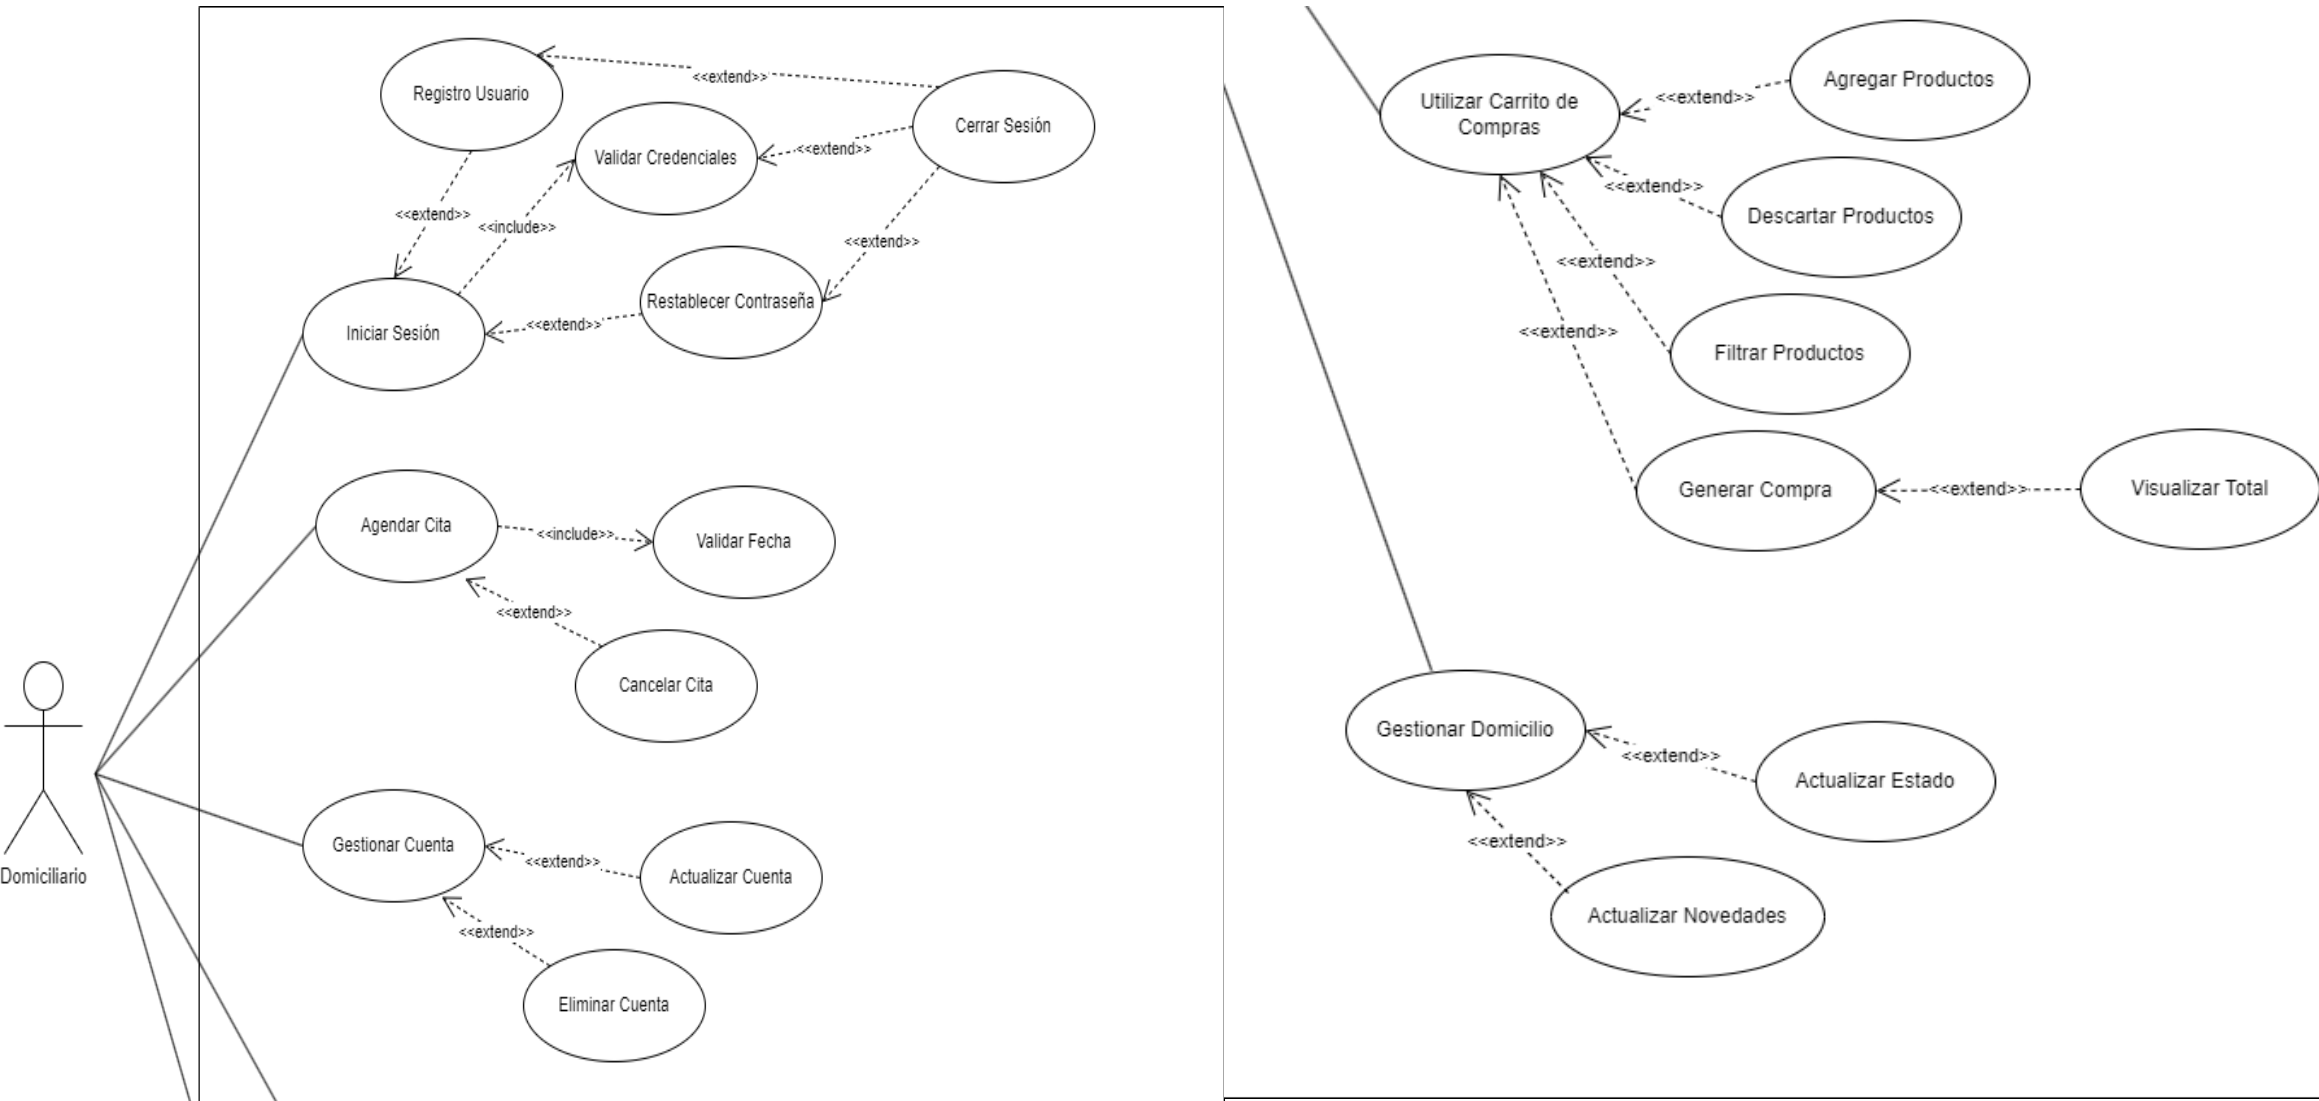 Registro Usuario
<<extend>>
Cerrar Sesión
Validar Credenciales
<<extend>>
<<extend>>
<<include>>
<<extend>>
Restablecer Contraseña
<<extend>>
Iniciar Sesión
Agendar Cita
<<include>>
Validar Fecha
<<extend>>
Cancelar Cita
Domiciliario
Gestionar Cuenta
<<extend>>
Actualizar Cuenta
<<extend>>
Eliminar Cuenta
Utilizar Carrito de
Compras
<<extend>>
Agregar Productos
<<extend>>
Descartar Productos
<<extend>>
Filtrar Productos
<<extend>>
Generar Compra
<<extend>>
Visualizar Total
Gestionar Domicilio
<<extend>>
Actualizar Estado
<<extend>>
Actualizar Novedades